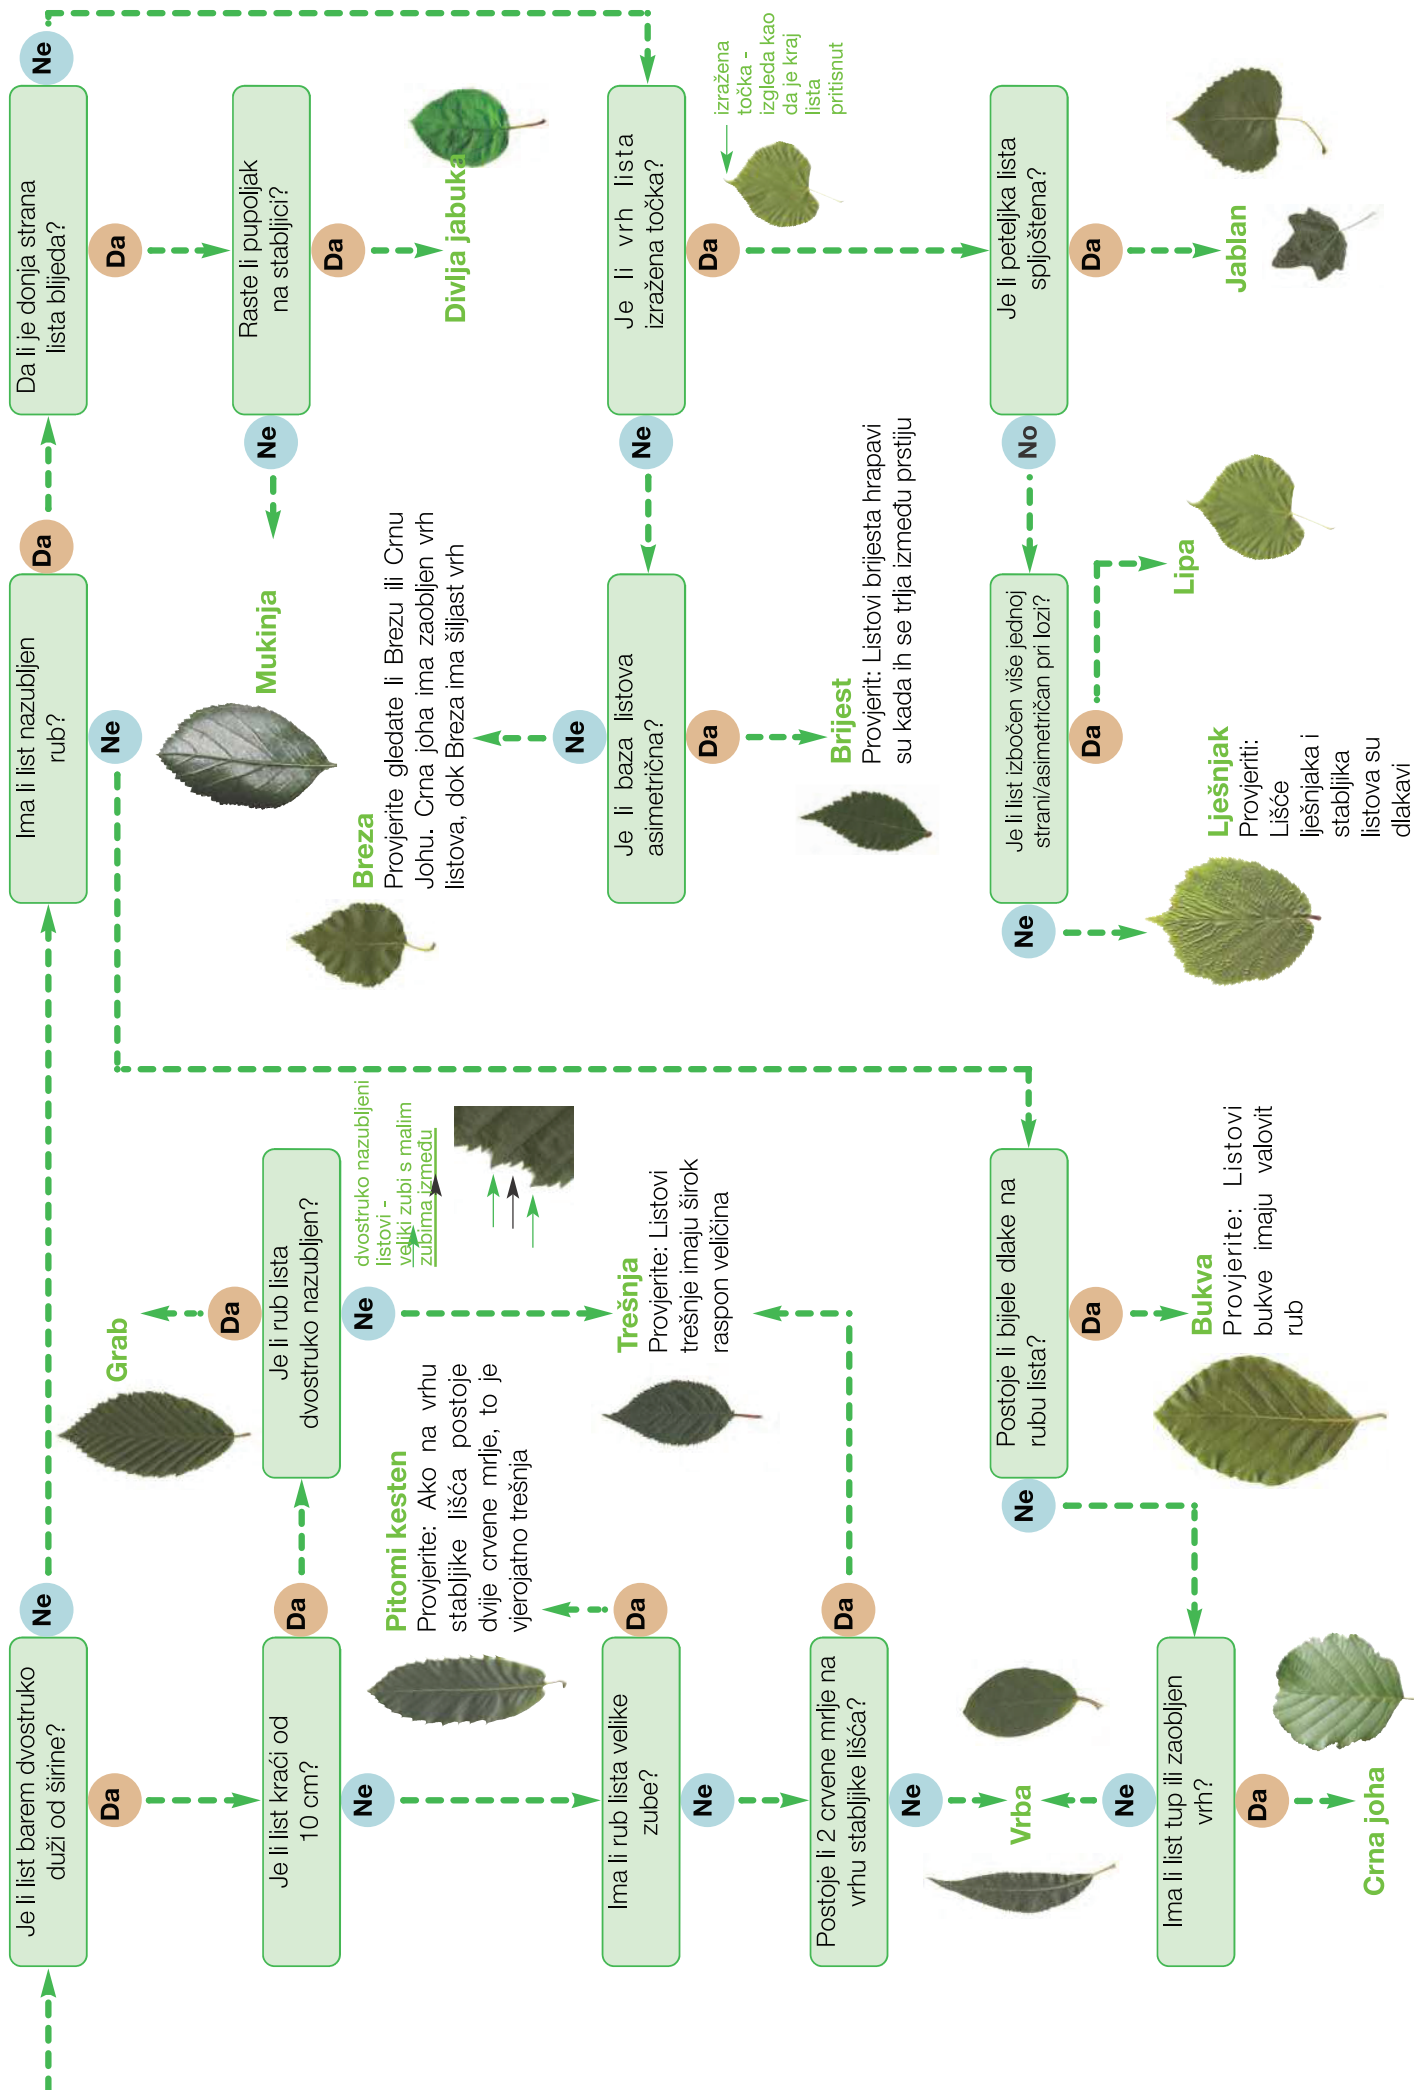 Je li list barem dvostruko
duži od širine?
Ne
Da
Je li list kraći od
10 cm?
Da
Ne
Je li rub lista
dvostruko nazubljen?
Da
Grab
Ne
dvostruko nazubljeni
listovi -
veliki zubi s malim
zubima između
Pitomi kesten
Provjerite: Ako na vrhu
stabljike lišća postoje
dvije crvene mrlje, to je
vjerojatno trešnja
Trešnja
Provjerite: Listovi
trešnje imaju širok
raspon veličina
Ima li rub lista velike
zube?
Da
Ne
Postoje li 2 crvene mrlje na
vrhu stabljike lišća?
Da
Ne
Vrba
Ne
Ima li list tup ili zaobljen
vrh?
Da
Crna joha
Ima li list nazubljen
rub?
Da
Ne
Postoje li bijele dlake na
rubu lista?
Ne
Da
Bukva
Provjerite: Listovi
bukve imaju valovit
rub
Da li je donja strana
lista blijeda?
Ne
Da
Raste li pupoljak
na stabljici?
Ne
Da
Mukinja
Divlja jabuka
Je li vrh lista
izražena točka?
izražena
točka -
izgleda kao
da je kraj
lista
pritisnut
Ne
Da
Je li baza listova
asimetrična?
Ne
Da
Breza
Provjerite gledate li Brezu ili Crnu
Johu. Crna joha ima zaobljen vrh
listova, dok Breza ima šiljast vrh
Brijest
Provjerit: Listovi brijesta hrapavi
su kada ih se trlja između prstiju
Je li peteljka lista
spljoštena?
No
Da
Jablan
Je li list izbočen više jednoj
strani/asimetričan pri lozi?
Ne
Da
Lipa
Lješnjak
Provjeriti:
Lišće
lješnjaka i
stabljika
listova su
dlakavi